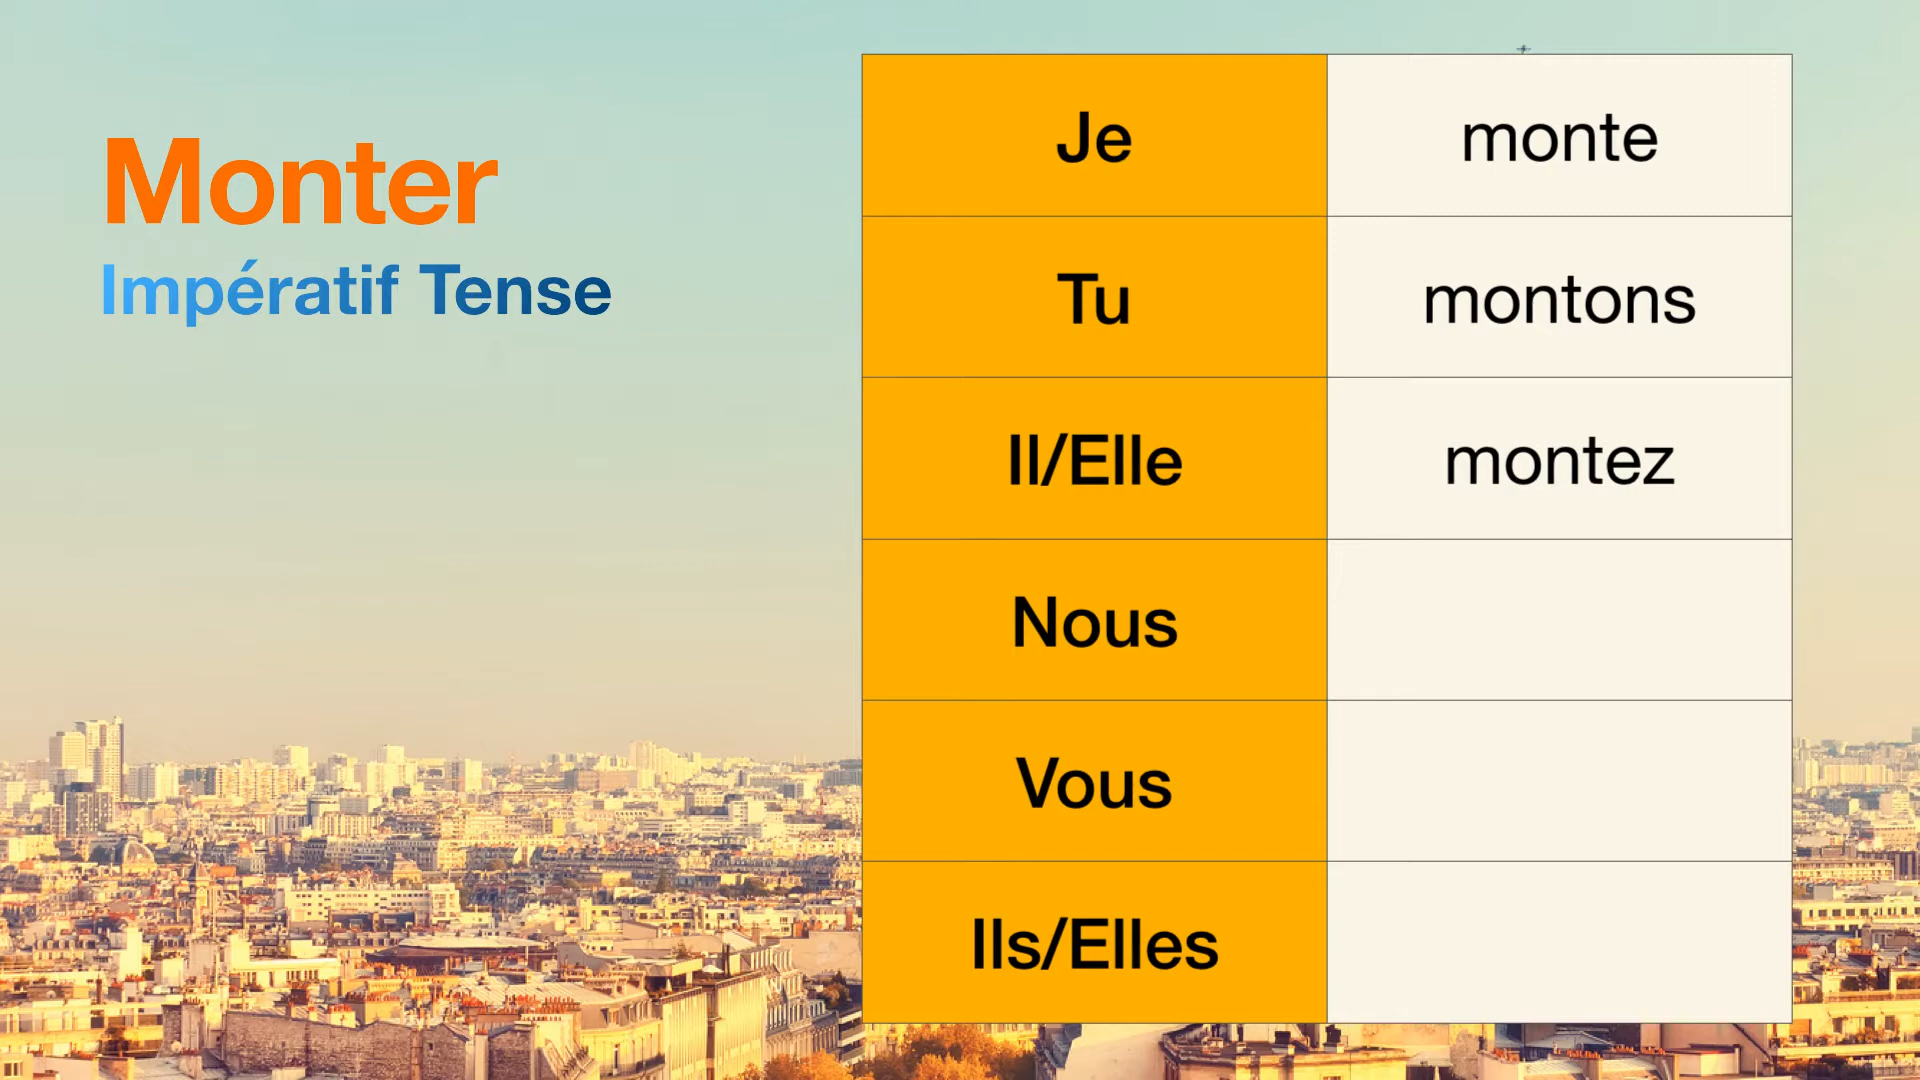 Monter
Impératif Tense
Je monte
Tu montons
Il/Elle montez
Nous
Vous
Ils/Elles